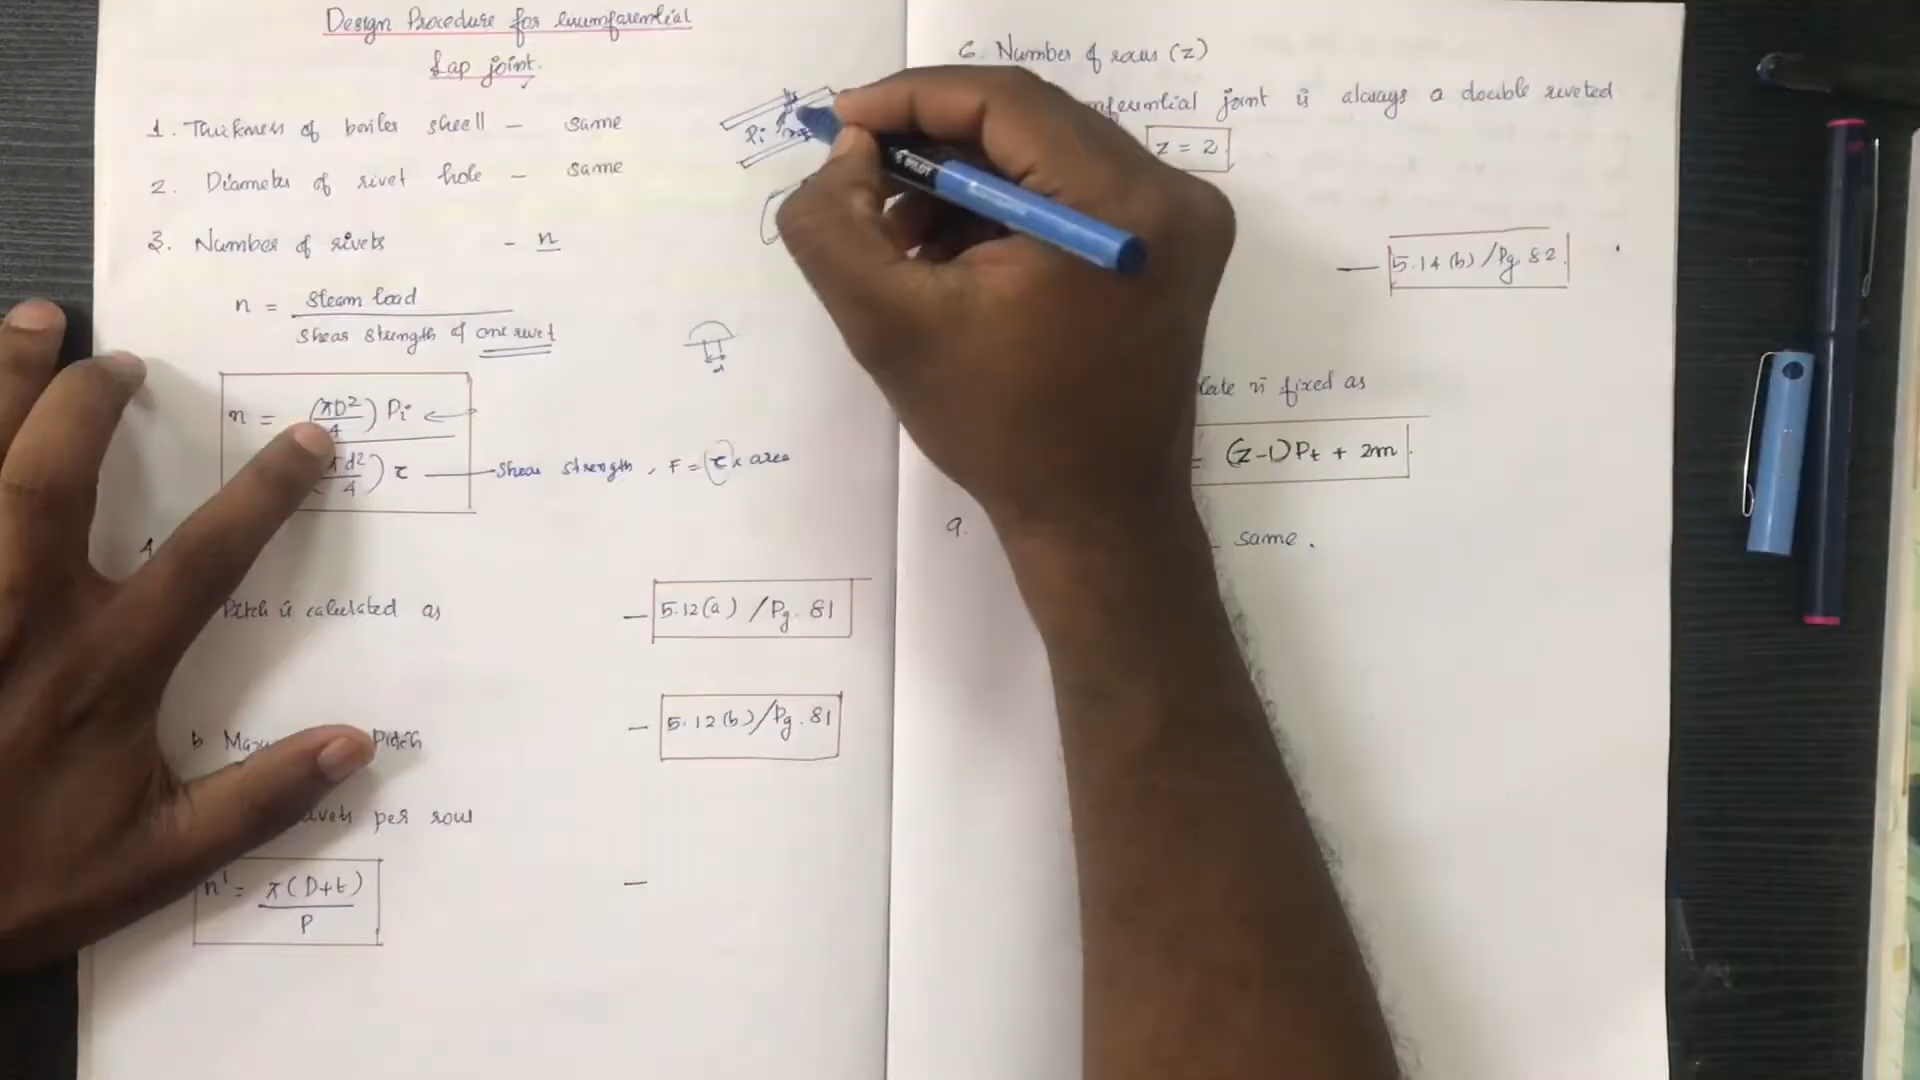 Design Procedure for circumferential
Lap joint.
1. Thickness of boiler shell - same
2. Diameter of rivet hole - same
3. Number of rivets - n
n = steam load / shear strength of one rivet
n = (πD²/4) Pi
(πd²/4) τ — shear strength, F = (τ) x area
Pi
d
4
Pitch is calculated as — 5.12(a) / Pg. 81
b Pitch — 5.12(b) / Pg. 81
per row
n' = π(D+t) / P —
6. Number of rows (z)
joint is always a double riveted
z = 2
— 5.14(b) / Pg 82
is fixed as
= (z-1)Pt + 2m
9. - same.
PILOT